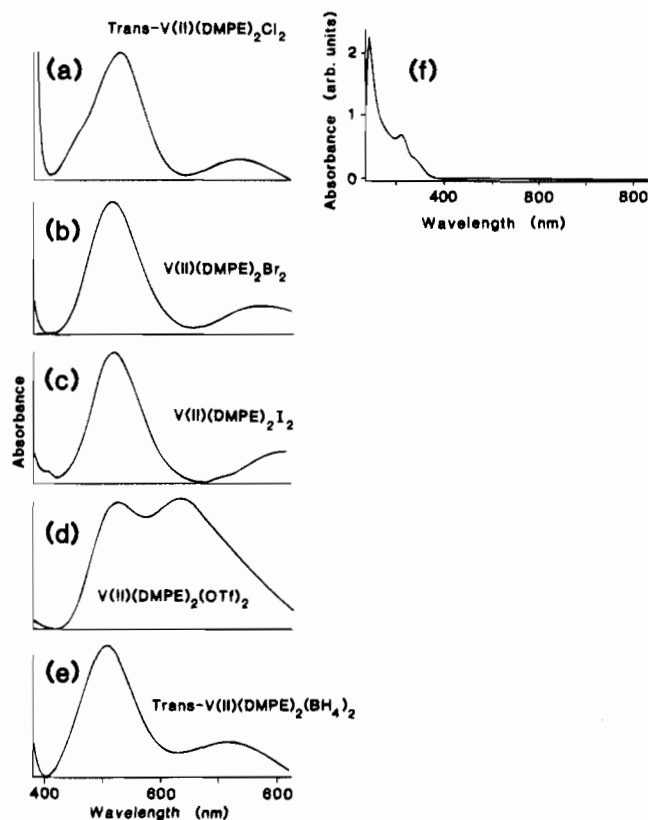 Trans-V(II)(DMPE)₂Cl₂
(a)
(b)
V(II)(DMPE)₂Br₂
(c)
V(II)(DMPE)₂I₂
(d)
V(II)(DMPE)₂(OTf)₂
(e)
Trans-V(II)(DMPE)₂(BH₄)₂
Absorbance
400 600 800
Wavelength (nm)
(f)
Absorbance (arb. units)
2
1
0
400 600 800
Wavelength (nm)